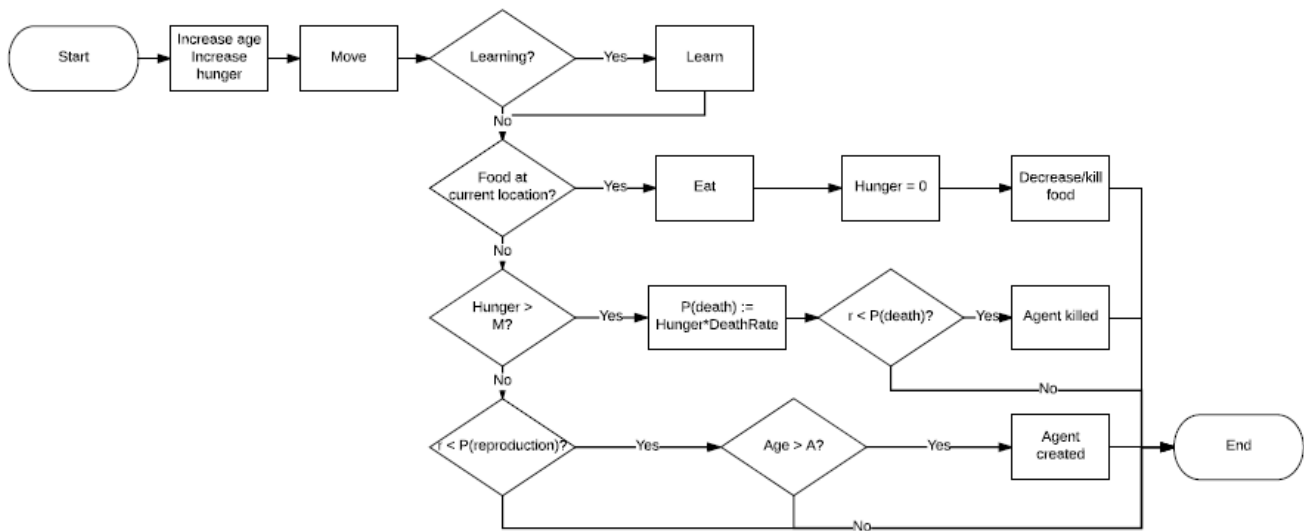 Start
Increase age
Increase
hunger
Move
Learning?
Yes
Learn
No
Food at
current location?
Yes
Eat
Hunger = 0
Decrease/kill
food
No
Hunger >
M?
Yes
P(death) :=
Hunger*DeathRate
r < P(death)?
Yes
Agent killed
No
No
r < P(reproduction)?
Yes
Age > A?
Yes
Agent
created
End
No